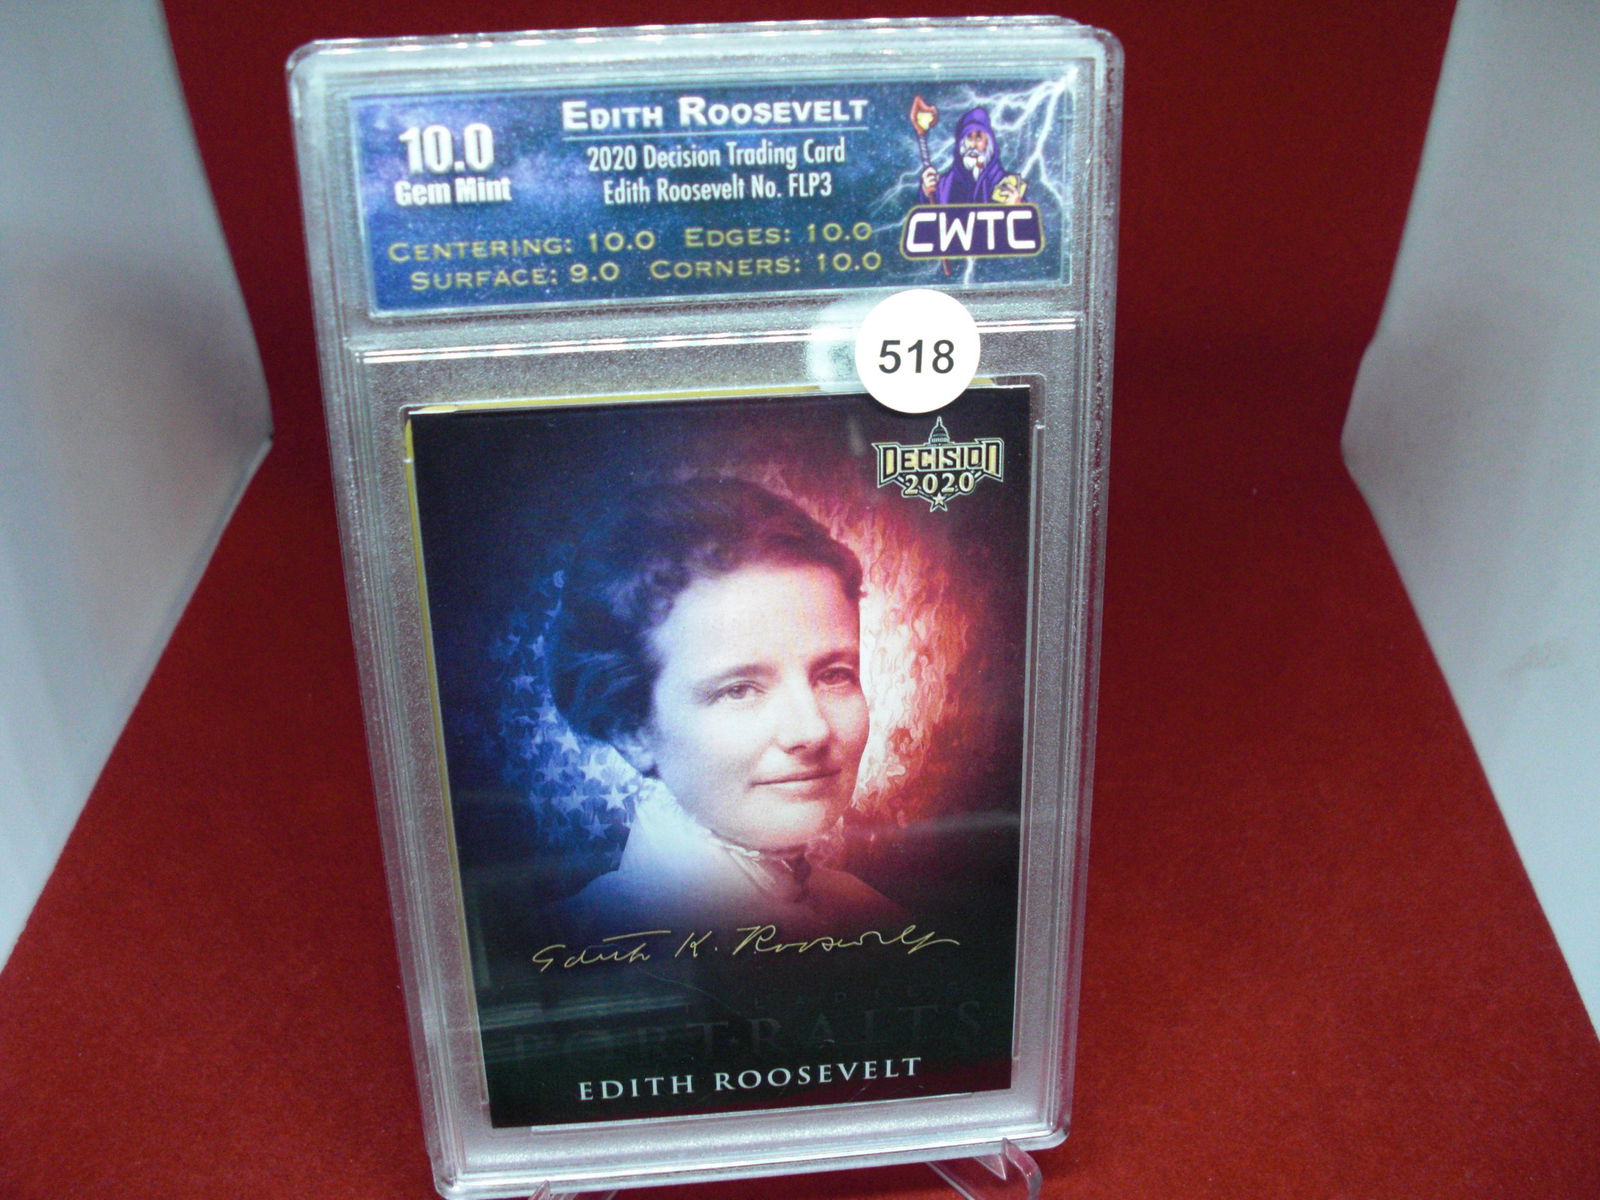 10.0
Gem Mint
EDITH ROOSEVELT
2020 Decision Trading Card
Edith Roosevelt No. FLP3
CENTERING: 10.0 EDGES: 10.0
SURFACE: 9.0 CORNERS: 10.0
CWTC
518
DECISION
2020
Edith K. Roosevelt
PORTRAITS
EDITH ROOSEVELT